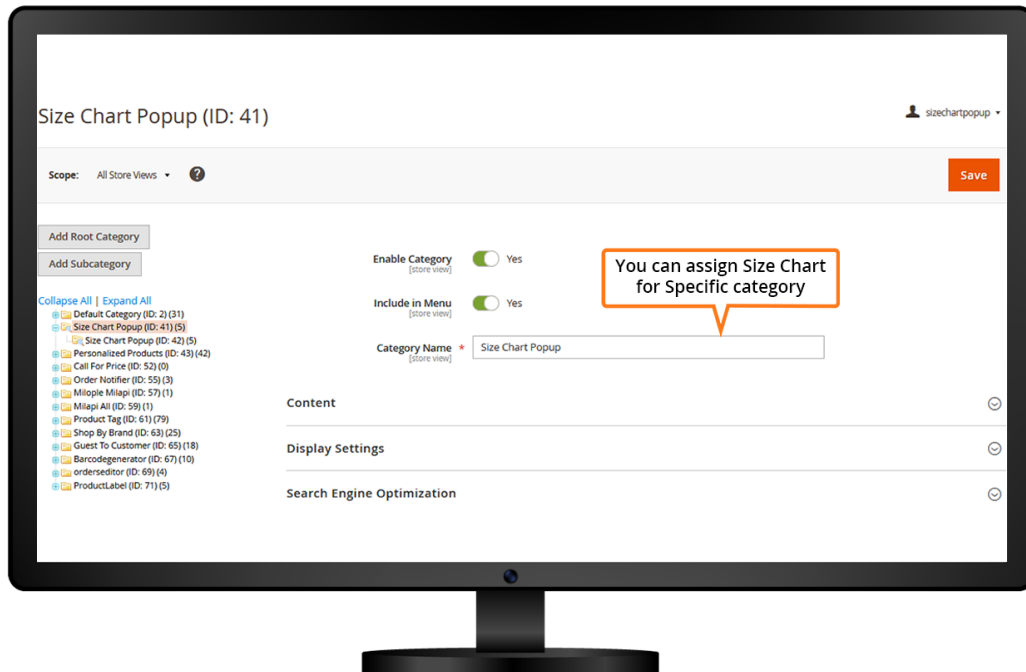 Size Chart Popup (ID: 41)
sizechartpopup
Scope: All Store Views ?
Save
Add Root Category
Add Subcategory
Collapse All | Expand All
Default Category (ID: 2) (31)
Size Chart Popup (ID: 41) (5)
Size Chart Popup (ID: 42) (5)
Personalized Products (ID: 43) (42)
Call For Price (ID: 52) (0)
Order Notifier (ID: 55) (3)
Milople Milapi (ID: 57) (1)
Milapi All (ID: 59) (1)
Product Tag (ID: 61) (79)
Shop By Brand (ID: 63) (25)
Guest To Customer (ID: 65) (18)
Barcodegenerator (ID: 67) (10)
orderseditor (ID: 69) (4)
ProductLabel (ID: 71) (5)
Enable Category Yes
[store view]
Include in Menu Yes
[store view]
You can assign Size Chart
for Specific category
Category Name * Size Chart Popup
[store view]
Content
Display Settings
Search Engine Optimization